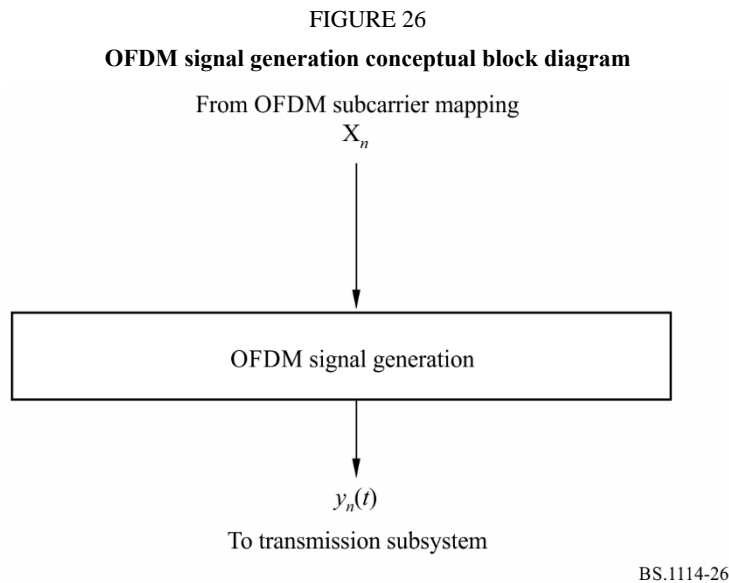 FIGURE 26
OFDM signal generation conceptual block diagram
From OFDM subcarrier mapping
Xn
OFDM signal generation
yn(t)
To transmission subsystem
BS.1114-26